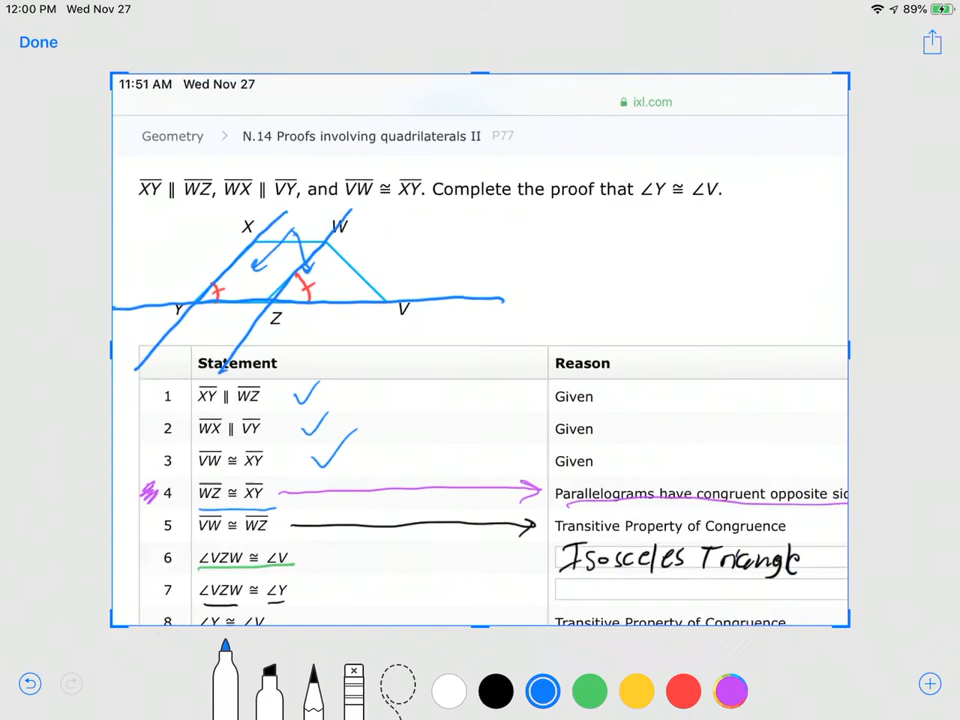 12:00 PM Wed Nov 27 89%
Done
11:51 AM Wed Nov 27
ixl.com
Geometry > N.14 Proofs involving quadrilaterals II P77
XY ∥ WZ, WX ∥ VY, and VW ≅ XY. Complete the proof that ∠Y ≅ ∠V.
X W
Y Z V
Statement Reason
1 XY ∥ WZ Given
2 WX ∥ VY Given
3 VW ≅ XY Given
4 WZ ≅ XY Parallelograms have congruent opposite sid
5 VW ≅ WZ Transitive Property of Congruence
6 ∠VZW ≅ ∠V Isosceles Triangle
7 ∠VZW ≅ ∠Y
8 ∠Y ≅ ∠V Transitive Property of Congruence